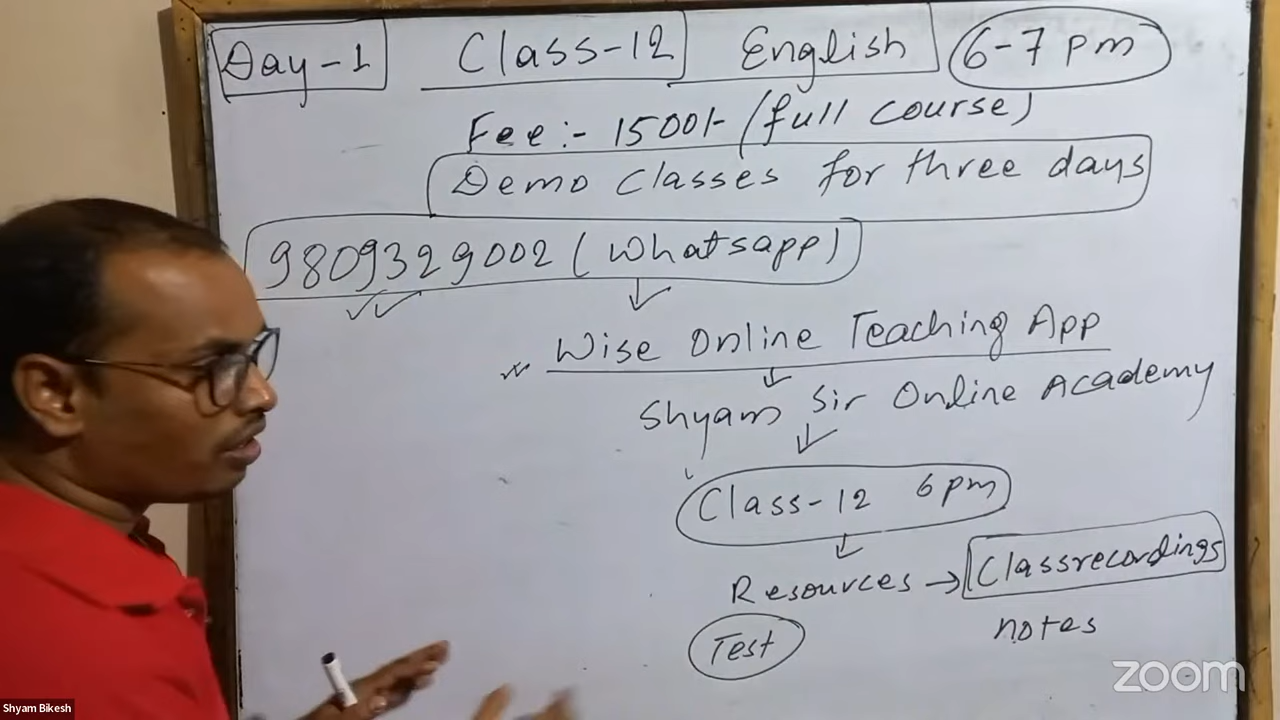 Day-1 Class-12 English 6-7 pm
Fee:- 1500/- (full course)
Demo Classes for three days
9809329002 (Whatsapp)
Wise Online Teaching App
Shyam Sir Online Academy
Class-12 6pm
Resources → Classrecordings
notes
Test
zoom
Shyam Bikesh